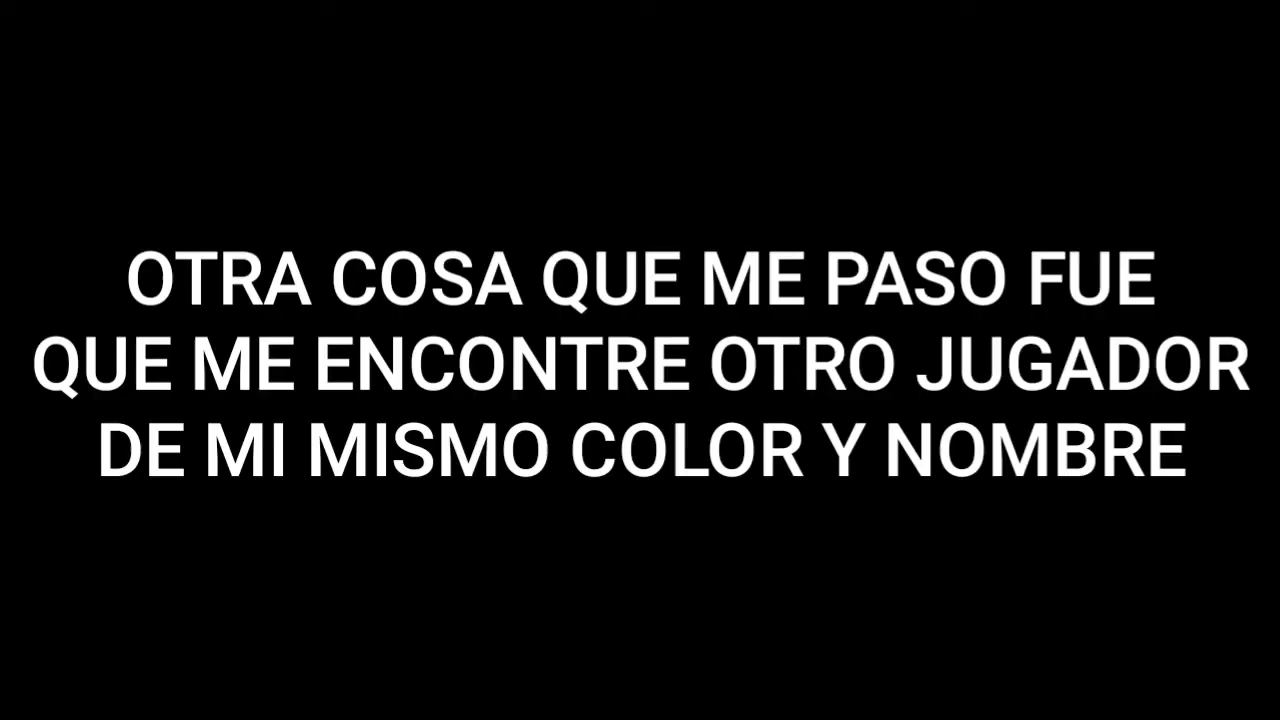 OTRA COSA QUE ME PASO FUE
QUE ME ENCONTRE OTRO JUGADOR
DE MI MISMO COLOR Y NOMBRE